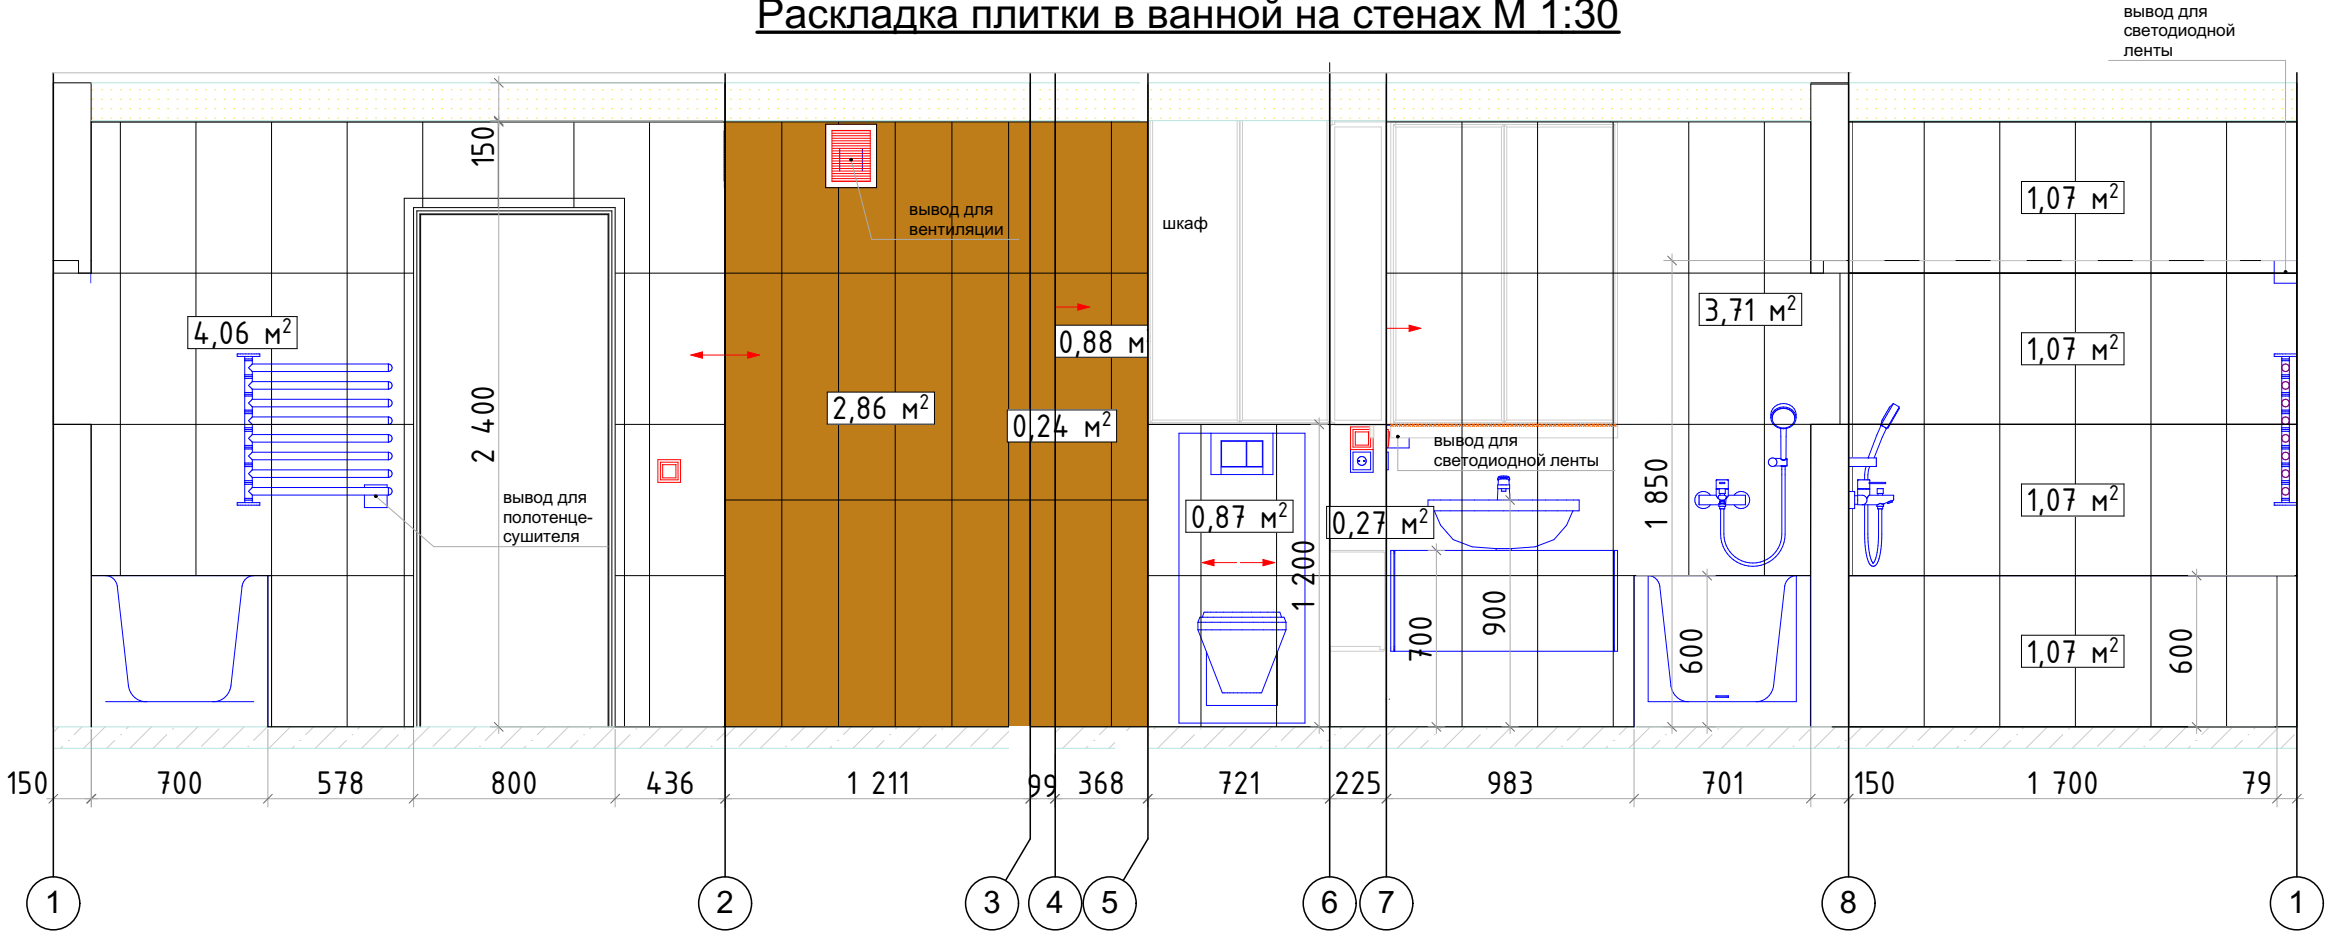 Раскладка плитки в ванной на стенах М 1:30
вывод для
светодиодной
ленты
150
вывод для
вентиляции
шкаф
1,07 м²
4,06 м²
2 400
0,88 м
3,71 м²
1,07 м²
2,86 м²
0,24 м²
вывод для
светодиодной ленты
1 850
вывод для
полотенце-
сушителя
0,87 м²
0,27 м²
1,07 м²
1 200
700
900
600
1,07 м²
600
150 700 578 800 436 1 211 99 368 721 225 983 701 150 1 700 79
1 2 3 4 5 6 7 8 1